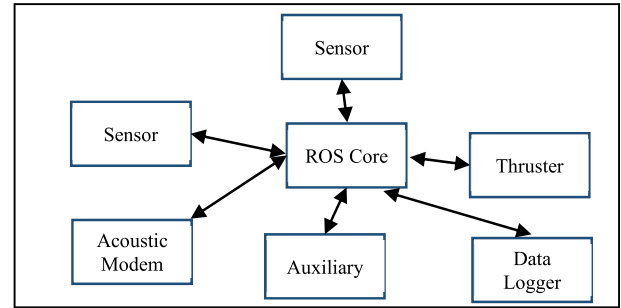 Sensor
Sensor
ROS Core
Thruster
Acoustic
Modem
Auxiliary
Data
Logger